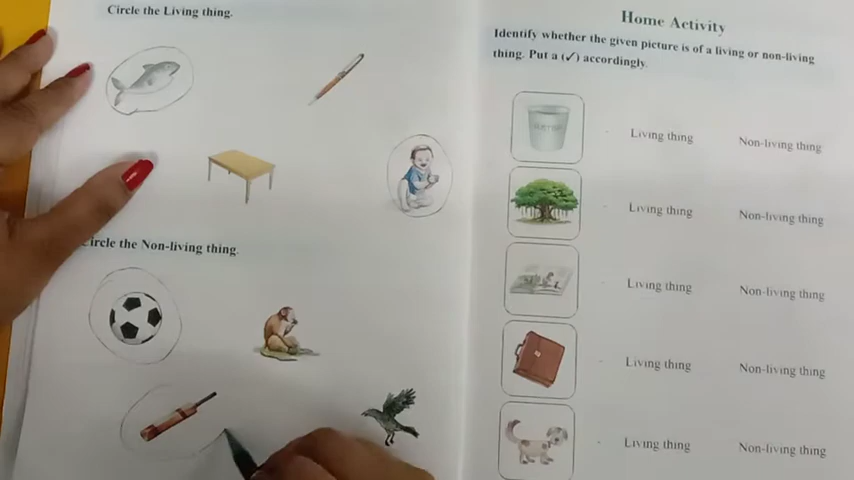 Circle the Living thing.
Circle the Non-living thing.
Home Activity
Identify whether the given picture is of a living or non-living
thing. Put a (✓) accordingly.
Living thing Non-living thing
Living thing Non-living thing
Living thing Non-living thing
Living thing Non-living thing
Living thing Non-living thing